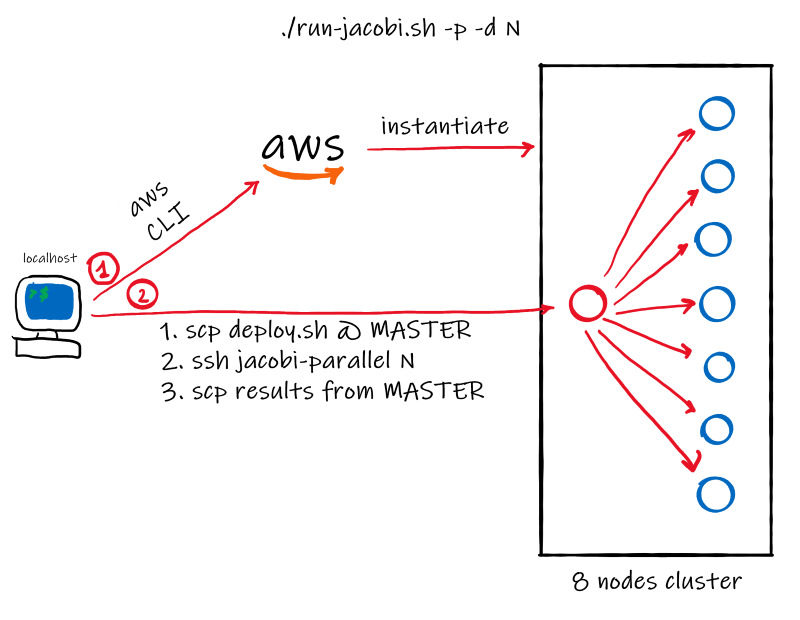 ./run-jacobi.sh -p -d N
instantiate
aws
aws
CLI
localhost
1
>$
2
1. scp deploy.sh @ MASTER
2. ssh jacobi-parallel N
3. scp results from MASTER
8 nodes cluster